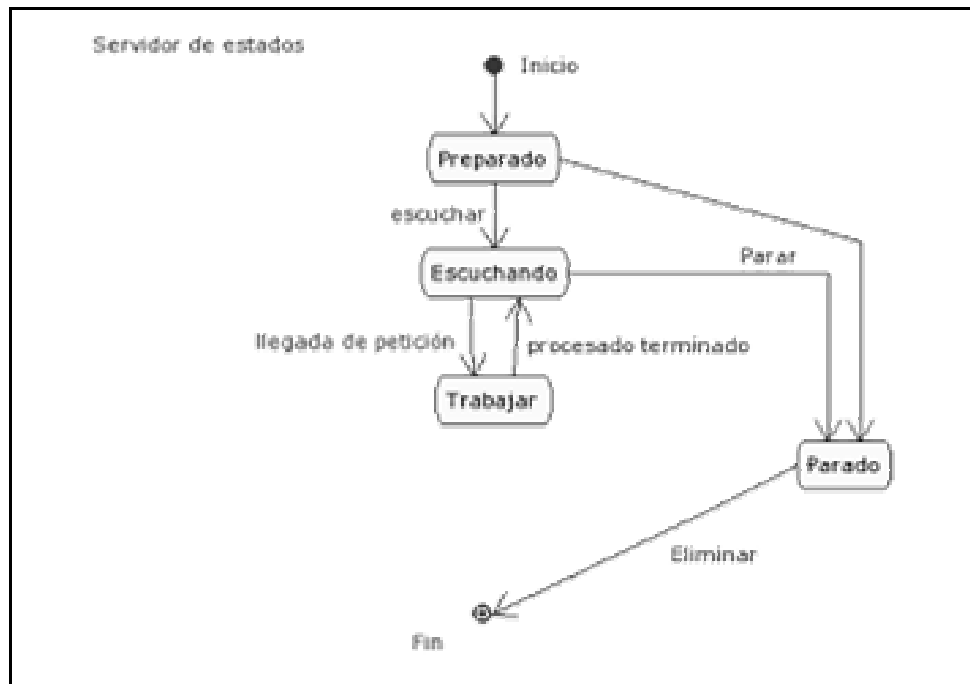 Servidor de estados
Inicio
Preparado
escuchar
Escuchando
Parar
llegada de petición
procesado terminado
Trabajar
Parado
Eliminar
Fin